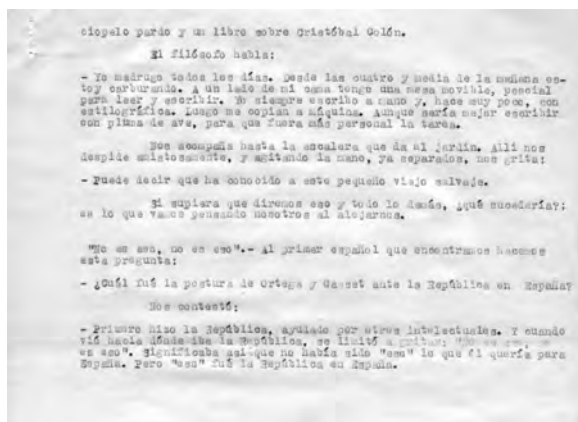 ciopelo pardo y un libro sobre Cristóbal Colón.
El filósofo habla:
- Yo madrugo todos los días. Desde las cuatro y media de la mañana es-
toy carburando. A un lado de mi cama tengo una mesa movible, pescial
para leer y escribir. Yo siempre escribo a mano y, hace muy poco, con
estilográfica. Luego me copian a máquina. Aunque sería mejor escribir
con pluma de ave, para que fuera más personal la tarea.
Nos acompaña hasta la escalera que da al jardín. Allí nos
despide amistosamente, y agitando la mano, ya separados, nos grita:
- Puede decir que ha conocido a este pequeño viejo salvaje.
Si supiera que diremos eso y todo lo demás, ¿qué sucedería?:
es lo que vamos pensando nosotros al alejarnos.
"No es eso, no es eso".- Al primer español que encontramos hacemos
esta pregunta:
- ¿Cuál fué la postura de Ortega y Gasset ante la República en España?
Nos contestó:
- Primero hizo la República, ayudado por otros intelectuales. Y cuando
vió hacia dónde iba la República, se limitó a gritar: "No es eso, no
es eso". Significaba así que no había sido "eso" lo que él quería para
España. Pero "eso" fué la República en España.